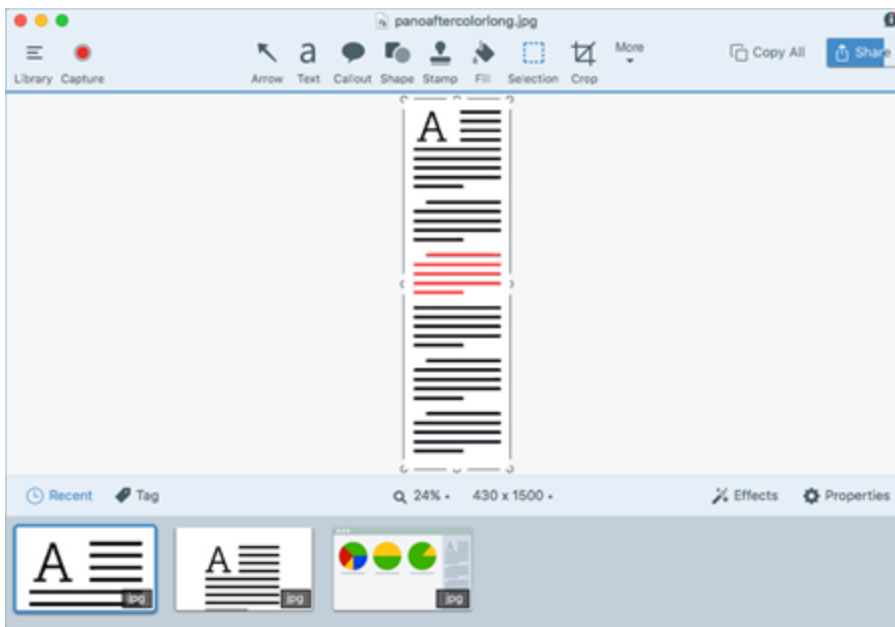 panoaftercolorlong.jpg
Library Capture Arrow a Text Callout Shape Stamp Fill Selection Crop More Copy All Share
A
Recent Tag 24% 430 x 1500 Effects Properties
A jpg A jpg A jpg